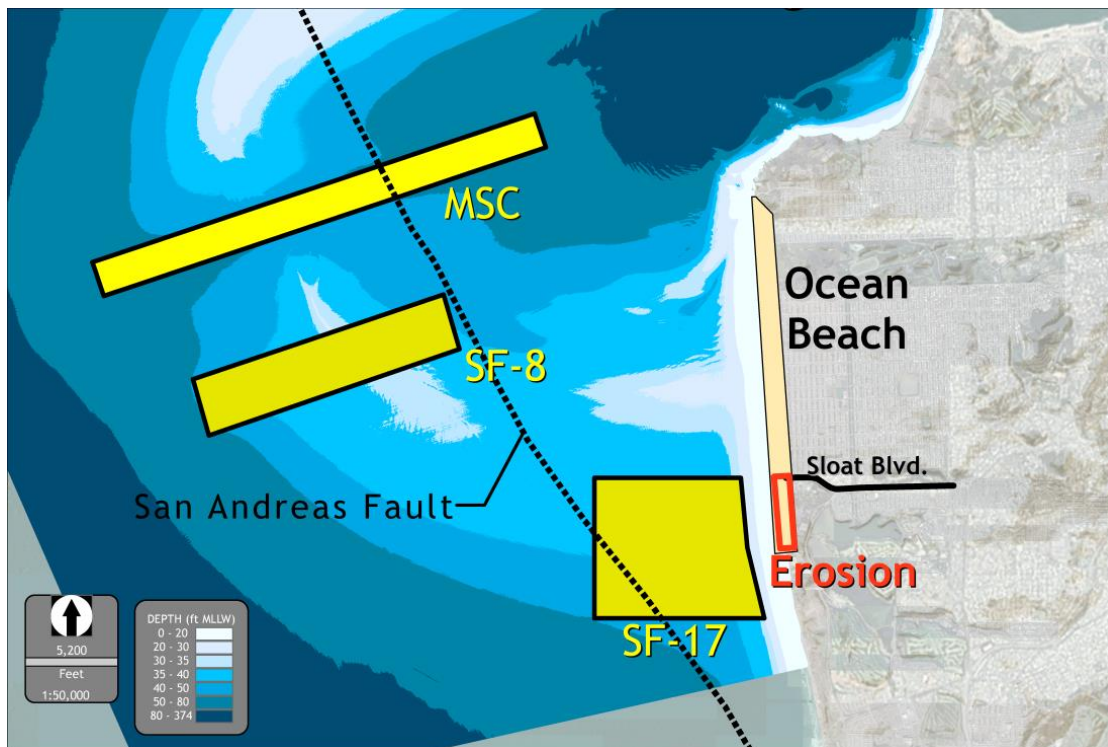 MSC
Ocean
Beach
SF-8
Sloat Blvd.
San Andreas Fault
Erosion
SF-17
5,200
Feet
1:50,000
DEPTH (ft MLLW)
0 - 20
20 - 30
30 - 35
35 - 40
40 - 50
50 - 80
80 - 374